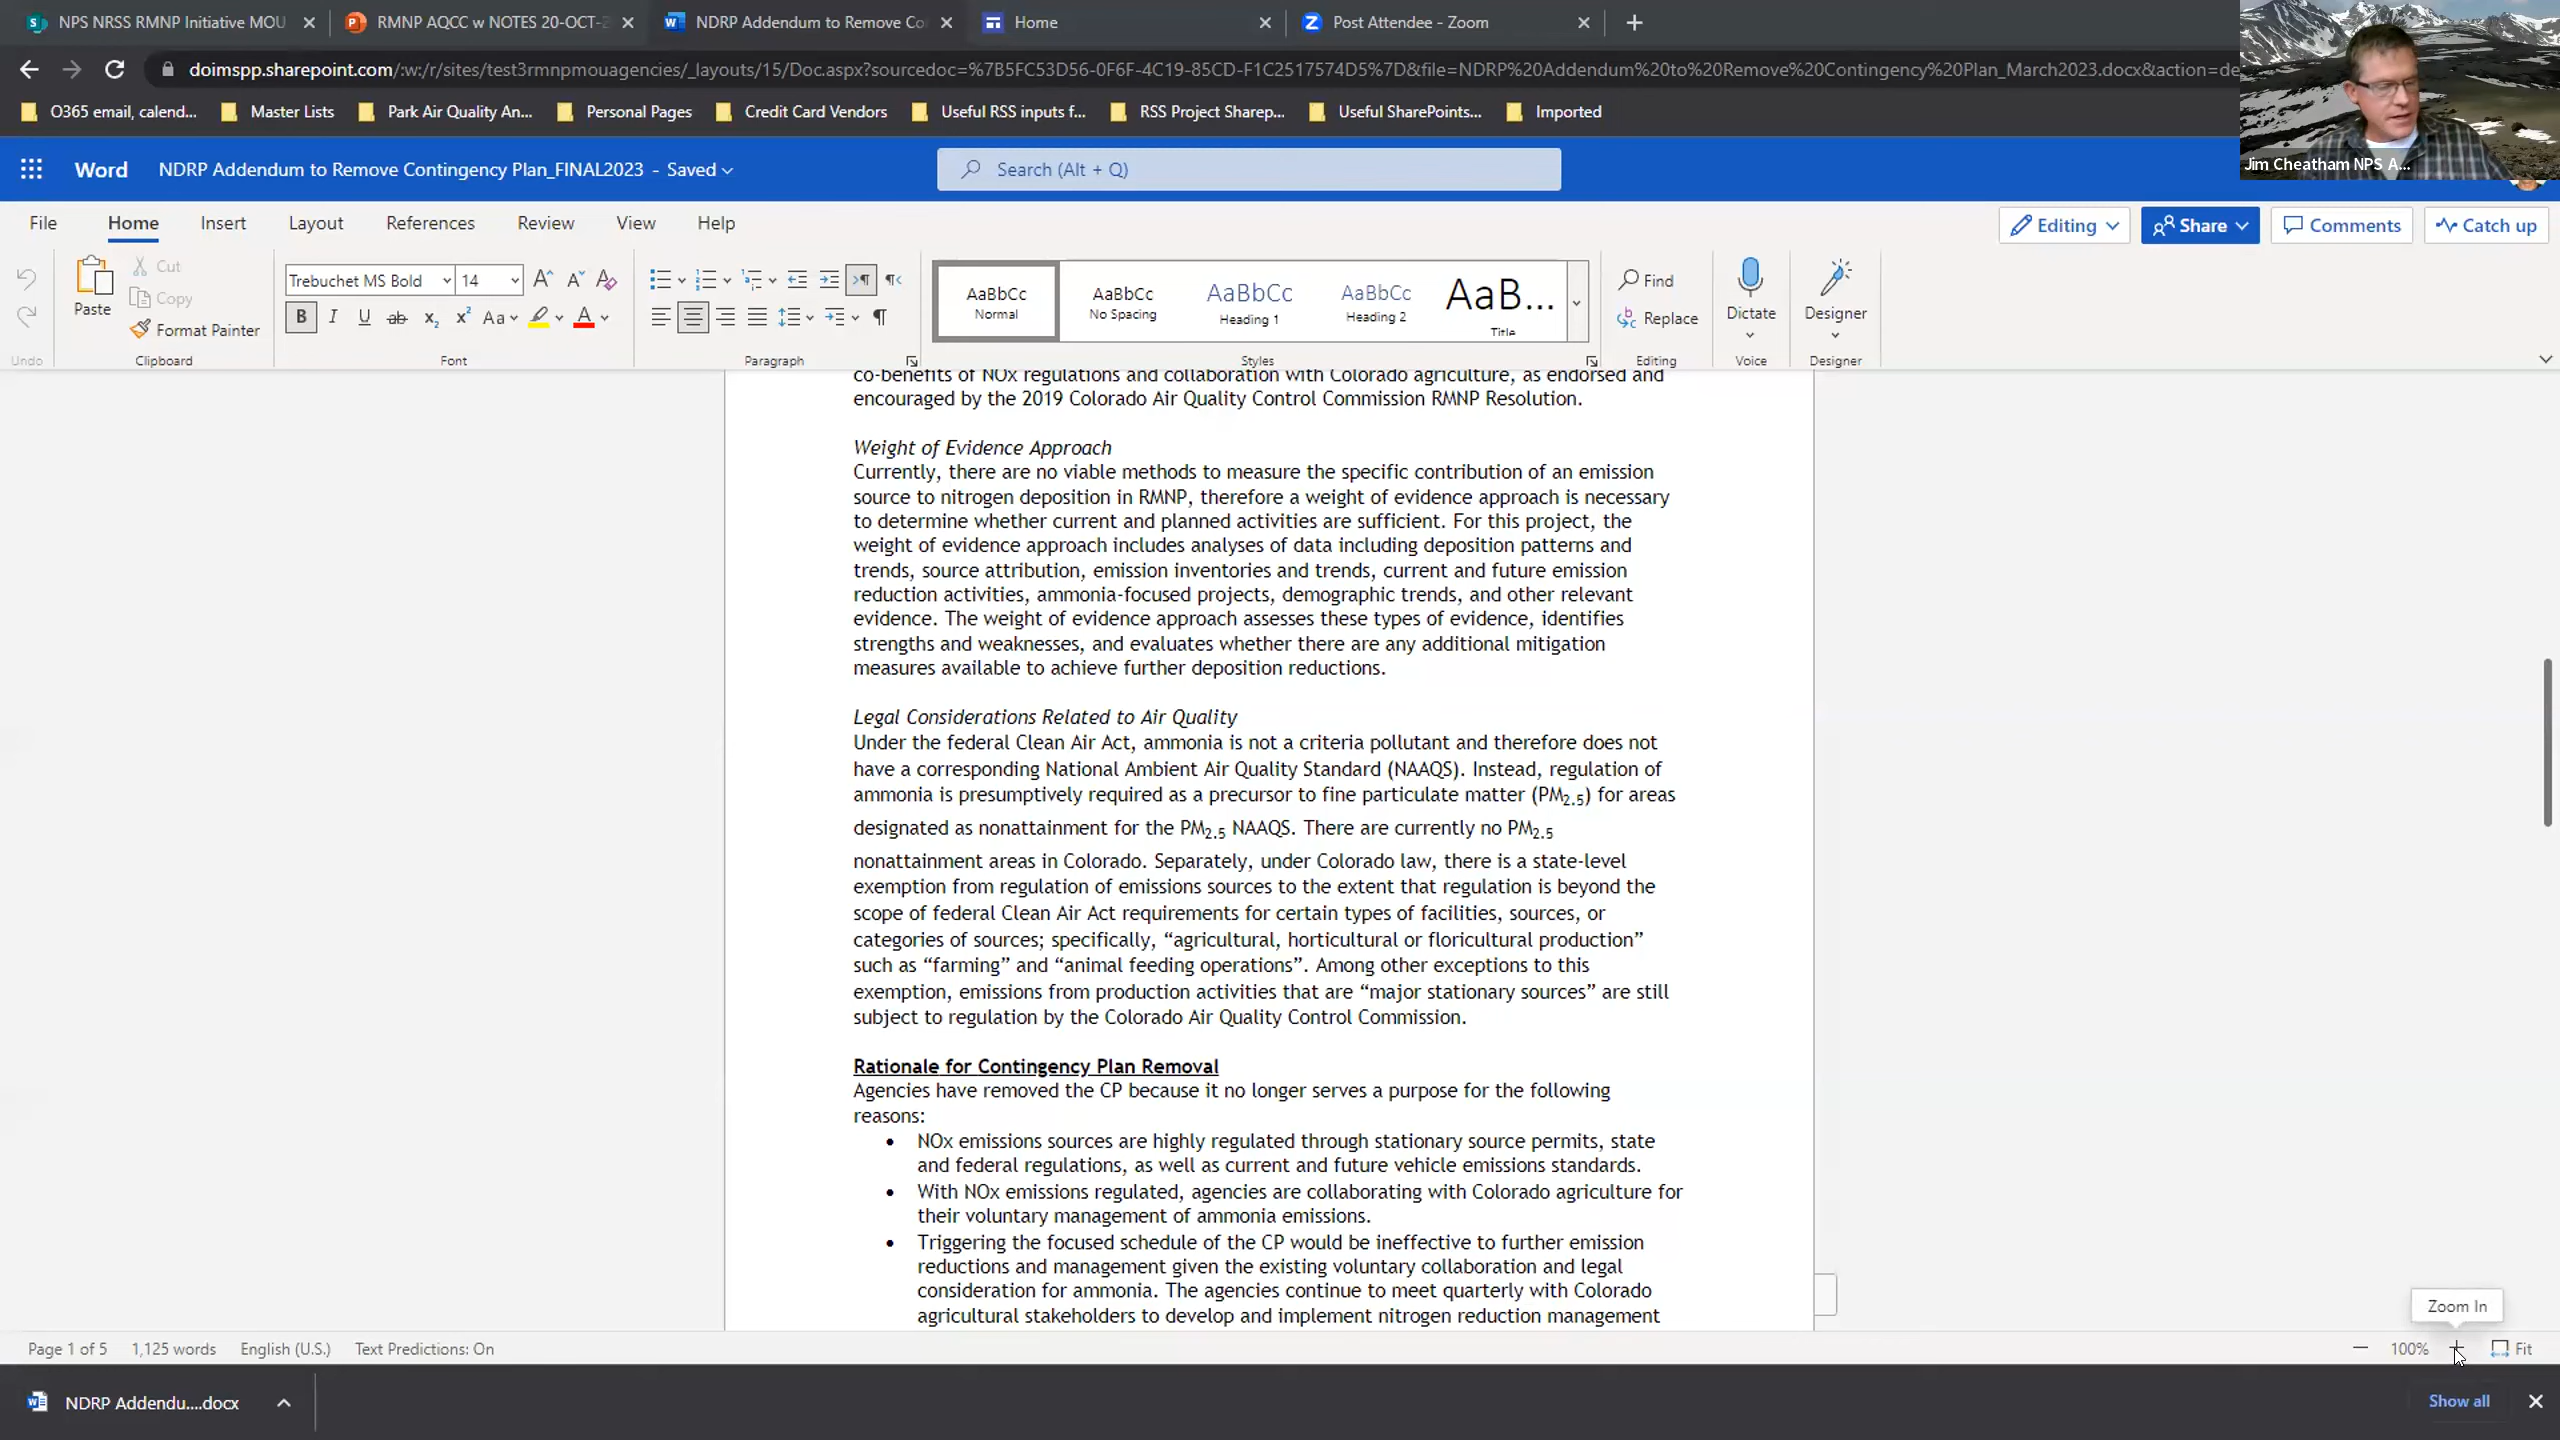 NPS NRSS RMNP Initiative MOU
RMNP AQCC w NOTES 20-OCT-2
NDRP Addendum to Remove Co
Home
Post Attendee - Zoom
doimspp.sharepoint.com/:w:/r/sites/test3rmnpmouagencies/_layouts/15/Doc.aspx?sourcedoc=%7B5FC53D56-0F6F-4C19-85CD-F1C2517574D5%7D&file=NDRP%20Addendum%20to%20Remove%20Contingency%20Plan_March2023.docx&action=de
O365 email, calend...
Master Lists
Park Air Quality An...
Personal Pages
Credit Card Vendors
Useful RSS inputs f...
RSS Project Sharep...
Useful SharePoints...
Imported
Jim Cheatham NPS A...
Word
NDRP Addendum to Remove Contingency Plan_FINAL2023 - Saved
Search (Alt + Q)
File
Home
Insert
Layout
References
Review
View
Help
Editing
Share
Comments
Catch up
Undo
Paste
Cut
Copy
Format Painter
Clipboard
Trebuchet MS Bold
14
Font
Paragraph
AaBbCc
Normal
AaBbCc
No Spacing
AaBbCc
Heading 1
AaBbCc
Heading 2
AaB...
Title
Styles
Find
Replace
Editing
Dictate
Voice
Designer
Designer
co-benefits of NOx regulations and collaboration with Colorado agriculture, as endorsed and
encouraged by the 2019 Colorado Air Quality Control Commission RMNP Resolution.
Weight of Evidence Approach
Currently, there are no viable methods to measure the specific contribution of an emission
source to nitrogen deposition in RMNP, therefore a weight of evidence approach is necessary
to determine whether current and planned activities are sufficient. For this project, the
weight of evidence approach includes analyses of data including deposition patterns and
trends, source attribution, emission inventories and trends, current and future emission
reduction activities, ammonia-focused projects, demographic trends, and other relevant
evidence. The weight of evidence approach assesses these types of evidence, identifies
strengths and weaknesses, and evaluates whether there are any additional mitigation
measures available to achieve further deposition reductions.
Legal Considerations Related to Air Quality
Under the federal Clean Air Act, ammonia is not a criteria pollutant and therefore does not
have a corresponding National Ambient Air Quality Standard (NAAQS). Instead, regulation of
ammonia is presumptively required as a precursor to fine particulate matter (PM2.5) for areas
designated as nonattainment for the PM2.5 NAAQS. There are currently no PM2.5
nonattainment areas in Colorado. Separately, under Colorado law, there is a state-level
exemption from regulation of emissions sources to the extent that regulation is beyond the
scope of federal Clean Air Act requirements for certain types of facilities, sources, or
categories of sources; specifically, “agricultural, horticultural or floricultural production”
such as “farming” and “animal feeding operations”. Among other exceptions to this
exemption, emissions from production activities that are “major stationary sources” are still
subject to regulation by the Colorado Air Quality Control Commission.
Rationale for Contingency Plan Removal
Agencies have removed the CP because it no longer serves a purpose for the following
reasons:
• NOx emissions sources are highly regulated through stationary source permits, state
and federal regulations, as well as current and future vehicle emissions standards.
• With NOx emissions regulated, agencies are collaborating with Colorado agriculture for
their voluntary management of ammonia emissions.
• Triggering the focused schedule of the CP would be ineffective to further emission
reductions and management given the existing voluntary collaboration and legal
consideration for ammonia. The agencies continue to meet quarterly with Colorado
agricultural stakeholders to develop and implement nitrogen reduction management
Zoom In
Page 1 of 5
1,125 words
English (U.S.)
Text Predictions: On
100%
Fit
NDRP Addendu....docx
Show all